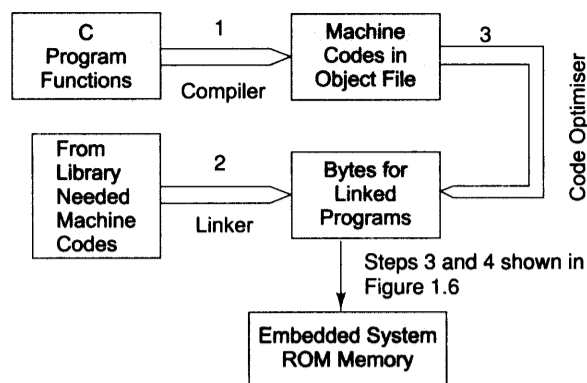 C
Program
Functions
1
Compiler
Machine
Codes in
Object File
3
Code Optimiser
From
Library
Needed
Machine
Codes
2
Linker
Bytes for
Linked
Programs
Steps 3 and 4 shown in
Figure 1.6
Embedded System
ROM Memory